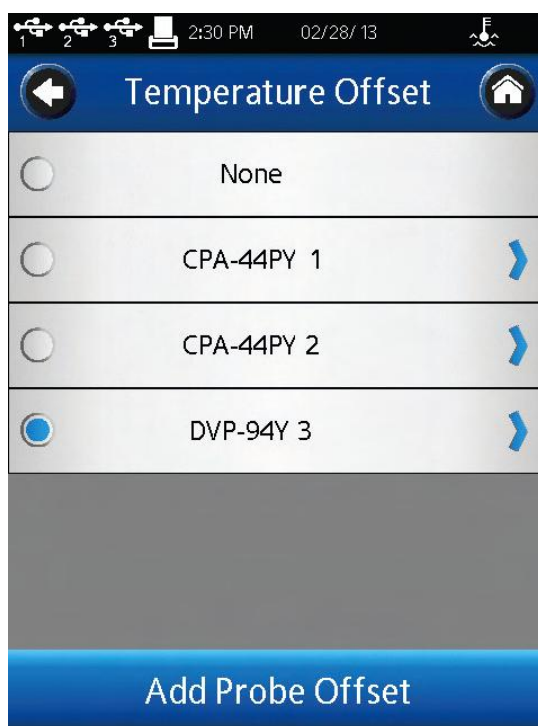 1 2 3 2:30 PM 02/28/13 F
Temperature Offset
None
CPA-44PY 1
CPA-44PY 2
DVP-94Y 3
Add Probe Offset